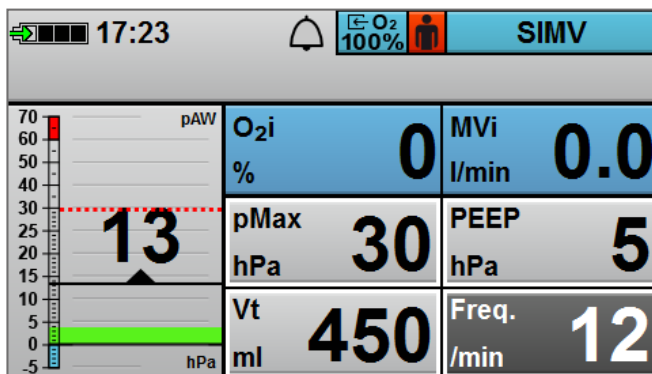 17:23
O2
100%
SIMV
70
60
50
40
30
25
20
15
10
5
0
-5
pAW
13
hPa
O2i
%
0
MVi
l/min
0.0
pMax
hPa
30
PEEP
hPa
5
Vt
ml
450
Freq.
/min
12